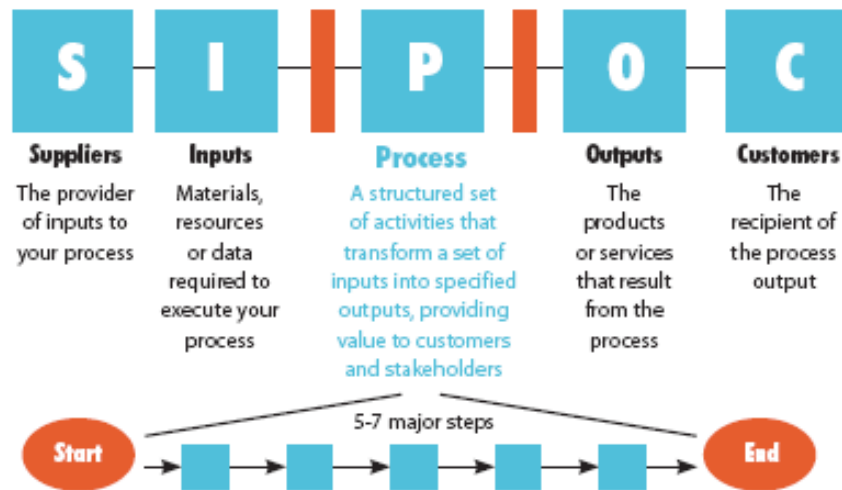 S I P O C
Suppliers
The provider
of inputs to
your process
Inputs
Materials,
resources
or data
required to
execute your
process
Process
A structured set
of activities that
transform a set of
inputs into specified
outputs, providing
value to customers
and stakeholders
Outputs
The
products
or services
that result
from the
process
Customers
The
recipient of
the process
output
5-7 major steps
Start
End